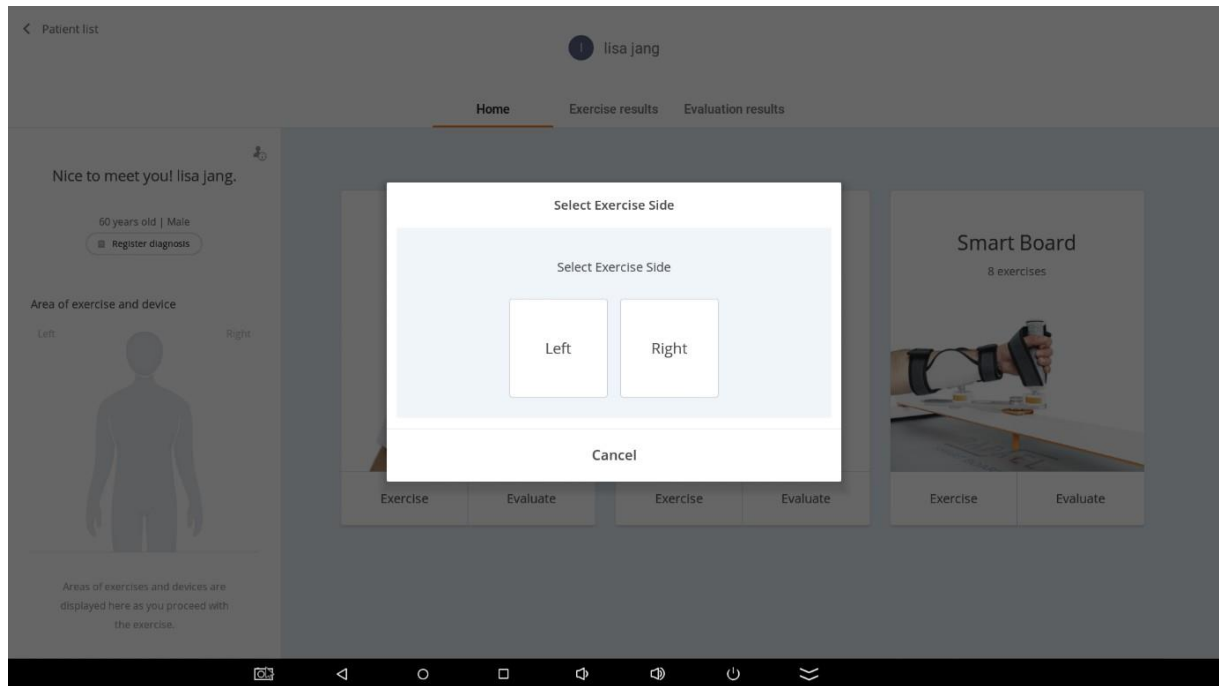 Patient list
l
lisa jang
Home
Exercise results
Evaluation results
Nice to meet you! lisa jang.
60 years old | Male
Register diagnosis
Area of exercise and device
Left
Right
Areas of exercises and devices are
displayed here as you proceed with
the exercise.
Select Exercise Side
Select Exercise Side
Left
Right
Cancel
Exercise
Evaluate
Exercise
Evaluate
Smart Board
8 exercises
Exercise
Evaluate